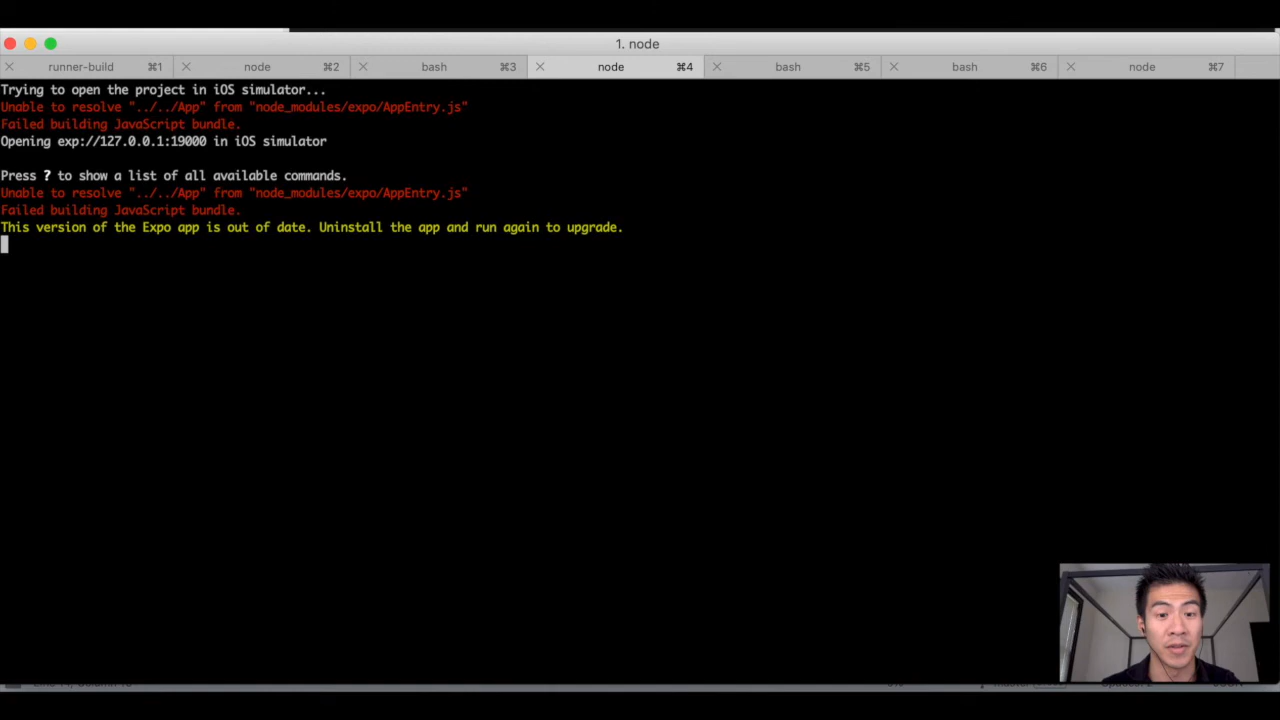 1. node
runner-build ⌘1 node ⌘2 bash ⌘3 node ⌘4 bash ⌘5 bash ⌘6 node ⌘7
Trying to open the project in iOS simulator...
Unable to resolve "../../App" from "node_modules/expo/AppEntry.js"
Failed building JavaScript bundle.
Opening exp://127.0.0.1:19000 in iOS simulator
Press ? to show a list of all available commands.
Unable to resolve "../../App" from "node_modules/expo/AppEntry.js"
Failed building JavaScript bundle.
This version of the Expo app is out of date. Uninstall the app and run again to upgrade.